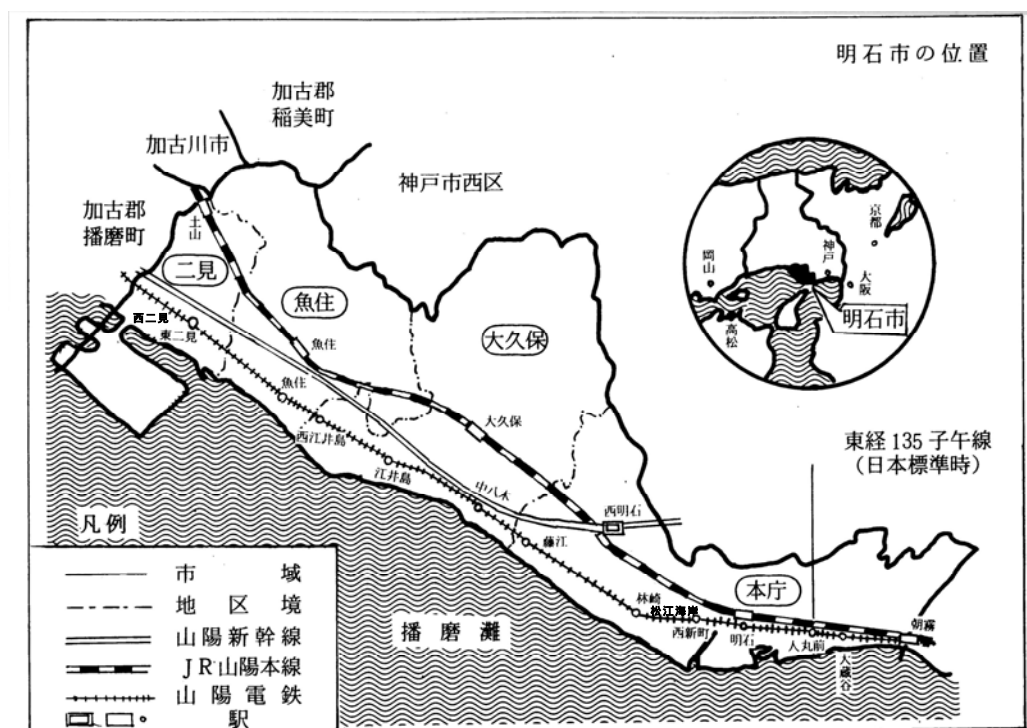 明石市の位置
加古郡
稲美町
加古川市
神戸市西区
加古郡
播磨町
土山
二見
魚住
大久保
西二見
東二見
魚住
魚住
西江井島
江井島
大久保
中八木
藤江
西明石
林崎
松江海岸
西新町
明石
人丸前
大蔵谷
朝霧
本庁
東経135子午線
(日本標準時)
京都
神戸
大阪
岡山
高松
明石市
播磨灘
凡例
市域
地区境
山陽新幹線
JR山陽本線
山陽電鉄
駅